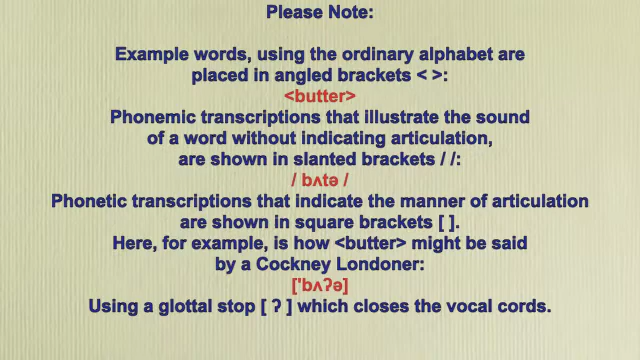 Please Note:
Example words, using the ordinary alphabet are
placed in angled brackets < >:
<butter>
Phonemic transcriptions that illustrate the sound
of a word without indicating articulation,
are shown in slanted brackets / /:
/ bʌtə /
Phonetic transcriptions that indicate the manner of articulation
are shown in square brackets [ ].
Here, for example, is how <butter> might be said
by a Cockney Londoner:
['bʌʔə]
Using a glottal stop [ ʔ ] which closes the vocal cords.